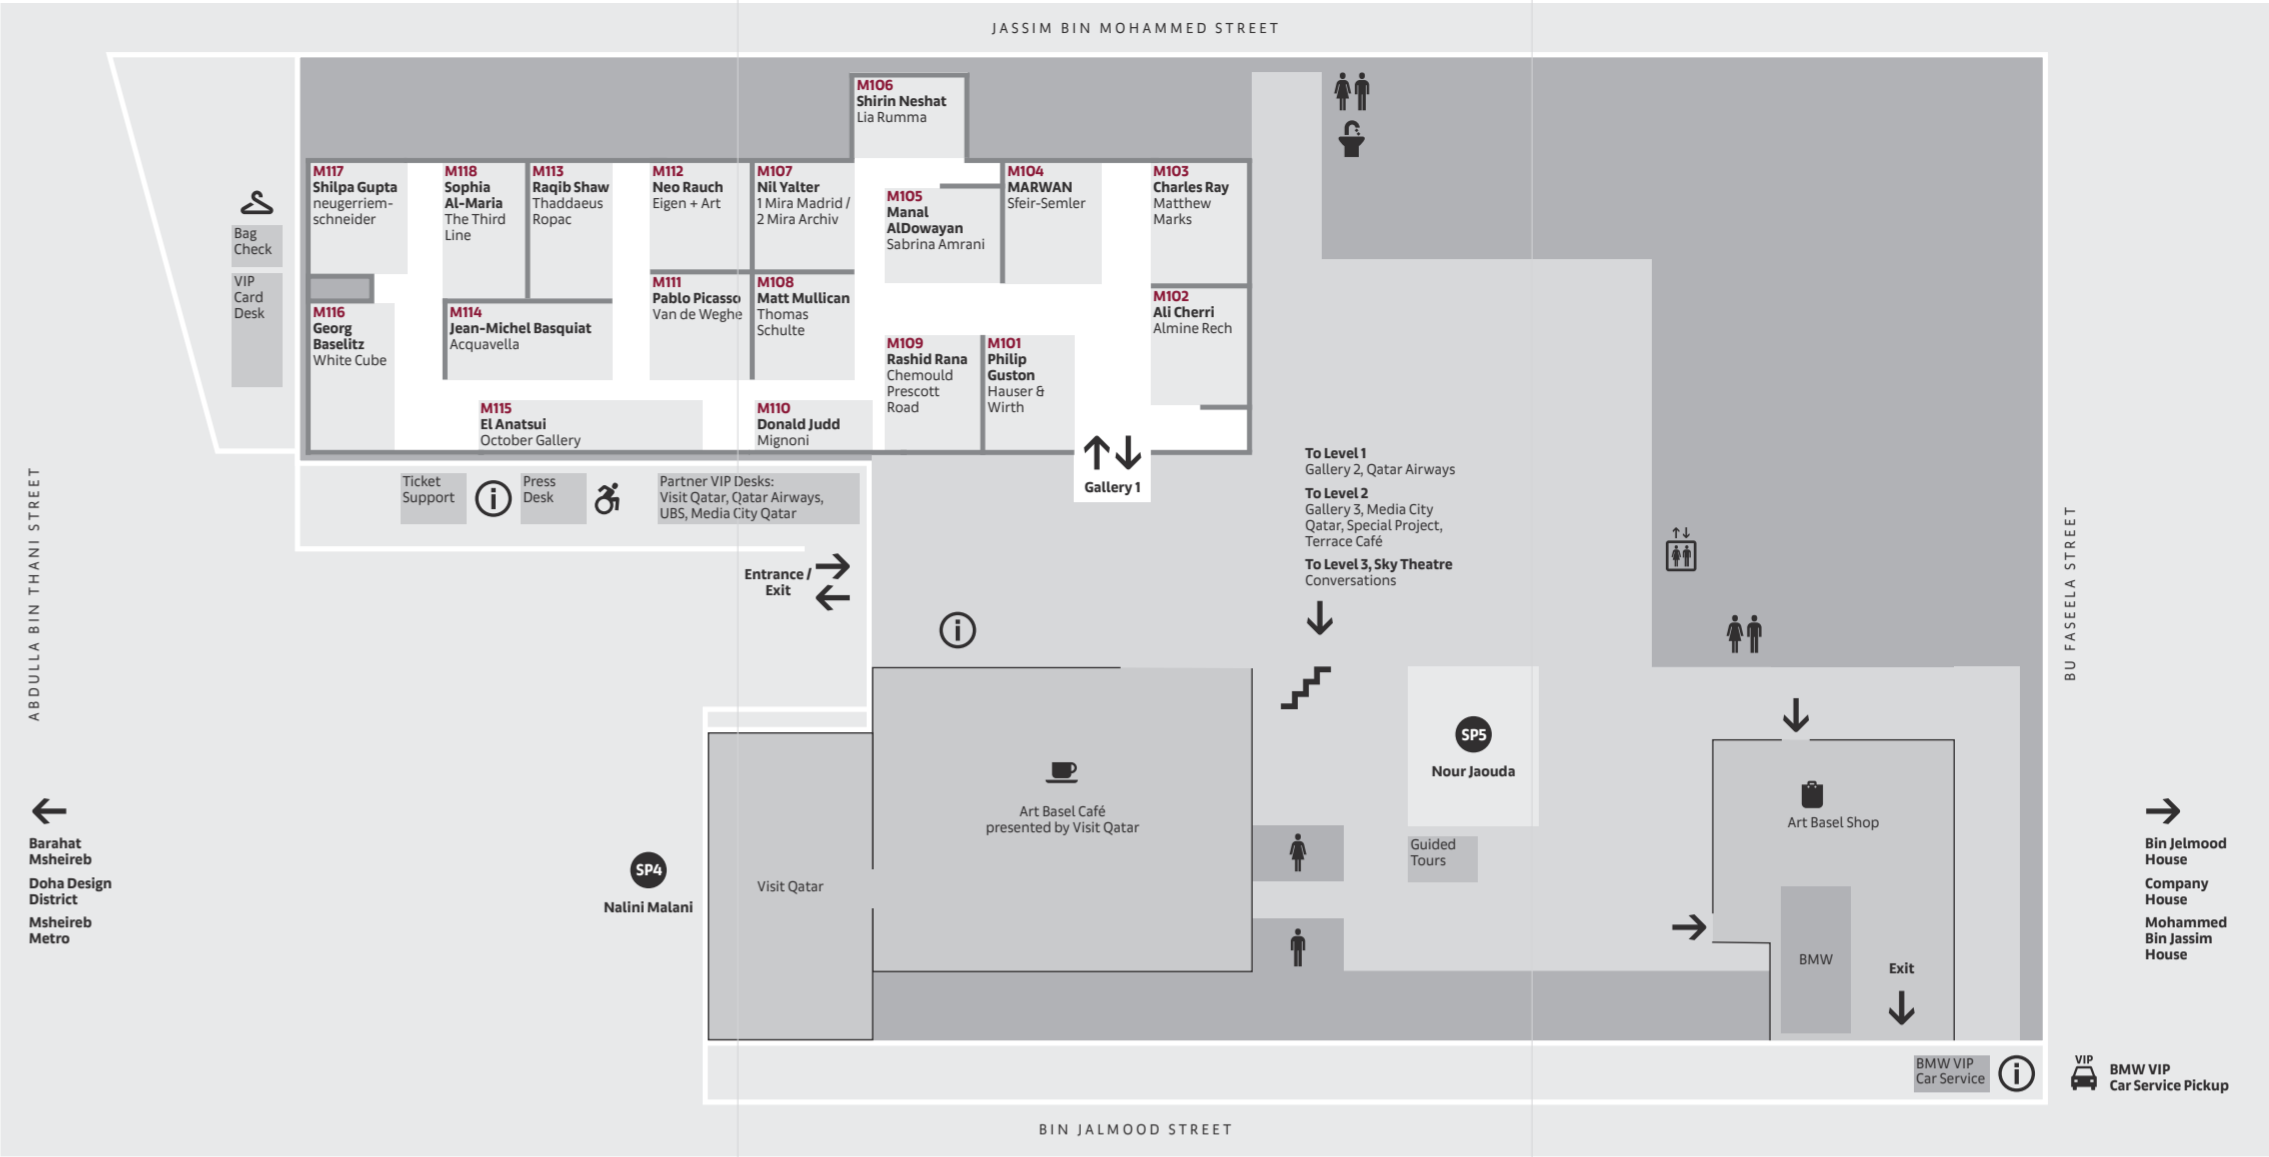 JASSIM BIN MOHAMMED STREET
M106
Shirin Neshat
Lia Rumma
M117
Shilpa Gupta
neugerriem-
schneider
M118
Sophia
Al-Maria
The Third
Line
M113
Raqib Shaw
Thaddaeus
Ropac
M112
Neo Rauch
Eigen + Art
M107
Nil Yalter
1 Mira Madrid /
2 Mira Archiv
M105
Manal
AlDowayan
Sabrina Amrani
M104
MARWAN
Sfeir-Semler
M103
Charles Ray
Matthew
Marks
Bag
Check
VIP
Card
Desk
M116
Georg
Baselitz
White Cube
M114
Jean-Michel Basquiat
Acquavella
M111
Pablo Picasso
Van de Weghe
M108
Matt Mullican
Thomas
Schulte
M102
Ali Cherri
Almine Rech
M109
Rashid Rana
Chemould
Prescott
Road
M101
Philip
Guston
Hauser &
Wirth
M115
El Anatsui
October Gallery
M110
Donald Judd
Mignoni
Gallery 1
Ticket
Support
i
Press
Desk
Partner VIP Desks:
Visit Qatar, Qatar Airways,
UBS, Media City Qatar
To Level 1
Gallery 2, Qatar Airways
To Level 2
Gallery 3, Media City
Qatar, Special Project,
Terrace Café
To Level 3, Sky Theatre
Conversations
Entrance /
Exit
i
ABDULLA BIN THANI STREET
BU FASEELA STREET
SP5
Nour Jaouda
Art Basel Café
presented by Visit Qatar
Art Basel Shop
Guided
Tours
Barahat
Msheireb
Doha Design
District
Msheireb
Metro
SP4
Nalini Malani
Visit Qatar
BMW
Exit
Bin Jelmood
House
Company
House
Mohammed
Bin Jassim
House
BMW VIP
Car Service
i
VIP
BMW VIP
Car Service Pickup
BIN JALMOOD STREET